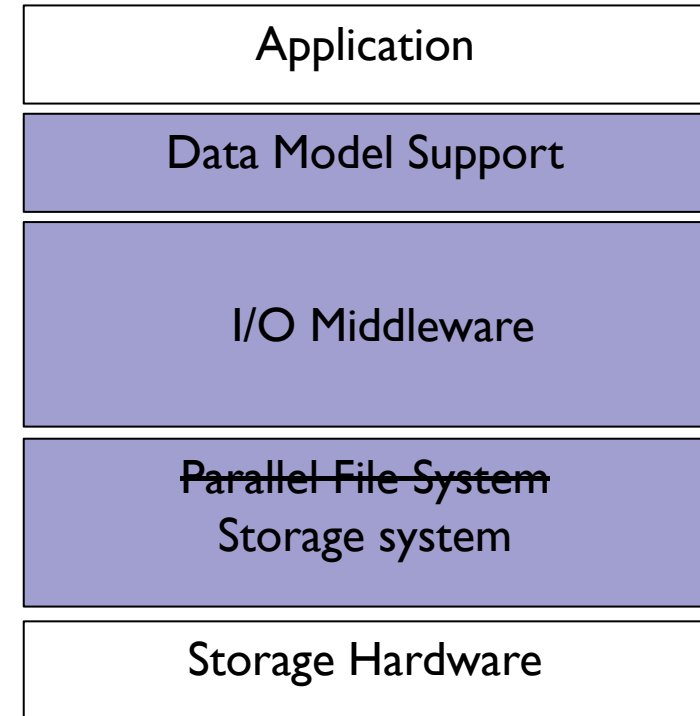 Application
Data Model Support
I/O Middleware
Parallel File System
Storage system
Storage Hardware